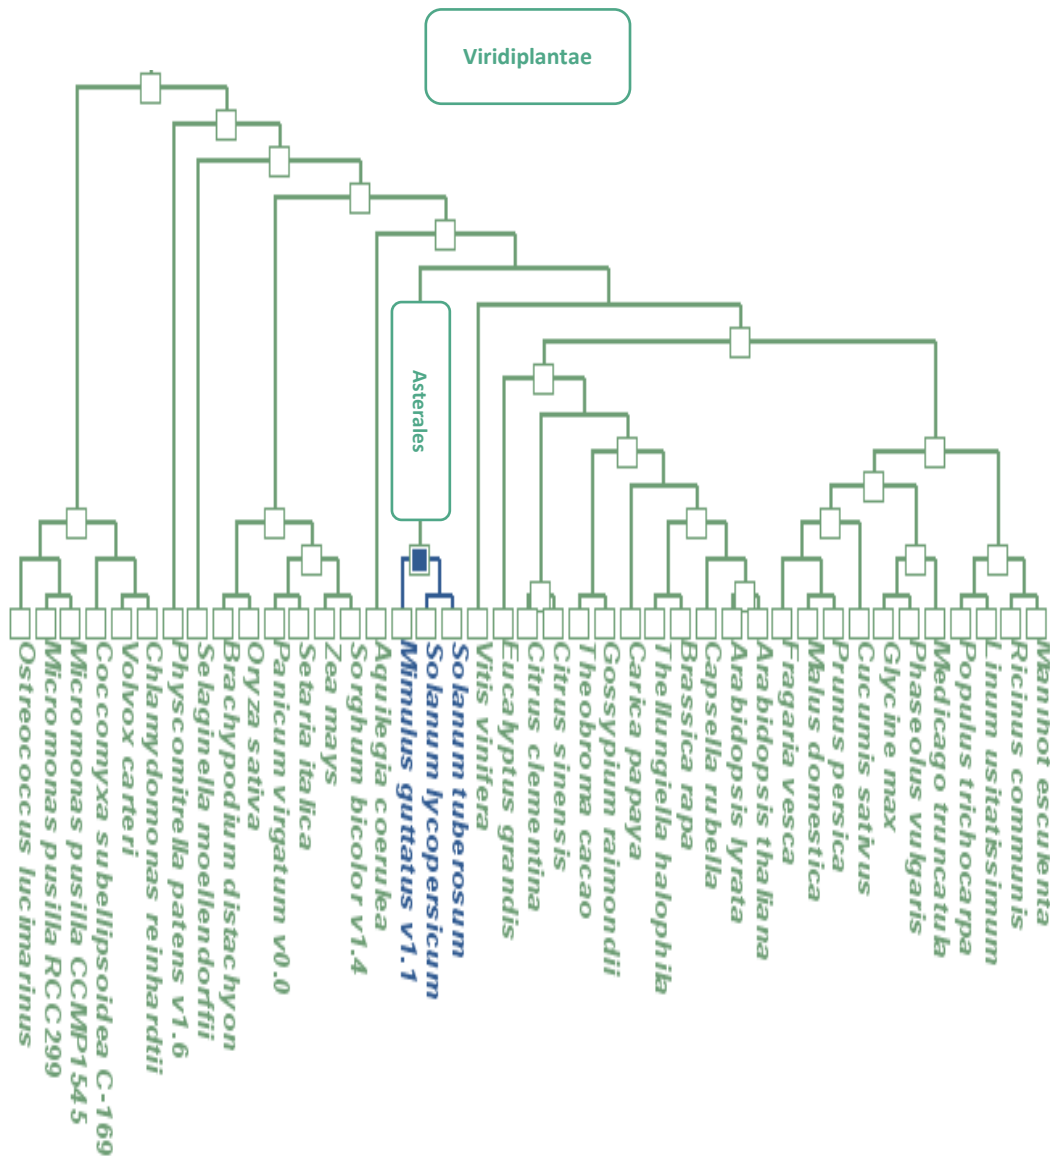 Viridiplantae
Asterales
Ostreococcus lucimarinus
Micromonas pusilla RCC299
Micromonas pusilla CCMP1545
Coccomyxa subellipsoidea C-169
Volvox carteri
Chlamydomonas reinhardtii
Physcomitrella patens v1.6
Selaginella moellendorffii
Brachypodium distachyon
Oryza sativa
Panicum virgatum v0.0
Setaria italica
Zea mays
Sorghum bicolor v1.4
Aquilegia coerulea
Mimulus guttatus v1.1
Solanum lycopersicum
Solanum tuberosum
Vitis vinifera
Eucalyptus grandis
Citrus clementina
Citrus sinensis
Theobroma cacao
Gossypium raimondii
Carica papaya
Thellungiella halophila
Brassica rapa
Capsella rubella
Arabidopsis lyrata
Arabidopsis thaliana
Fragaria vesca
Malus domestica
Prunus persica
Cucumis sativus
Glycine max
Phaseolus vulgaris
Medicago truncatula
Populus trichocarpa
Linum usitatissimum
Ricinus communis
Manihot esculenta